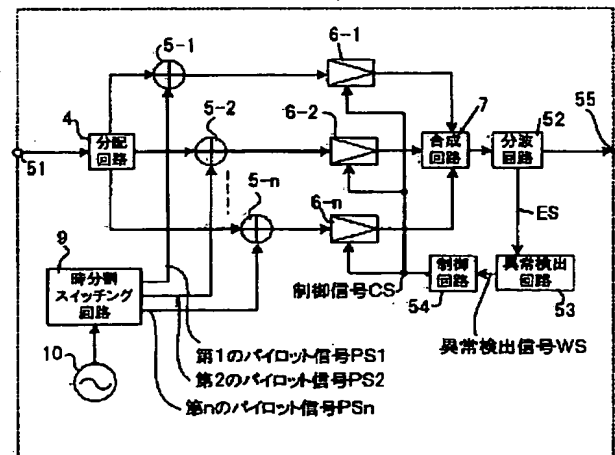 5-1
6-1
4
分配
回路
51
5-2
6-2
7
合成
回路
52
分波
回路
55
5-n
6-n
ES
9
時分割
スイッチング
回路
制御
回路
54
異常検出
回路
53
制御信号CS
異常検出信号WS
10
第1のパイロット信号PS1
第2のパイロット信号PS2
第nのパイロット信号PSn